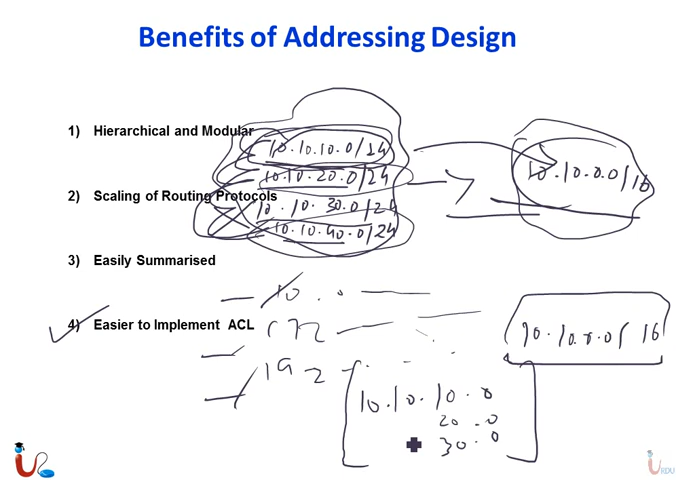 Benefits of Addressing Design
1) Hierarchical and Modular
10.10.10.0/24
10.10.20.0/24
2) Scaling of Routing Protocols
10.10.30.0/24
10.10.40.0/24
10.10.0.0/16
3) Easily Summarised
10.
4) Easier to Implement ACL
172
10.10.0.0/16
192
10.10.10.0
20.0
30.0
URDU